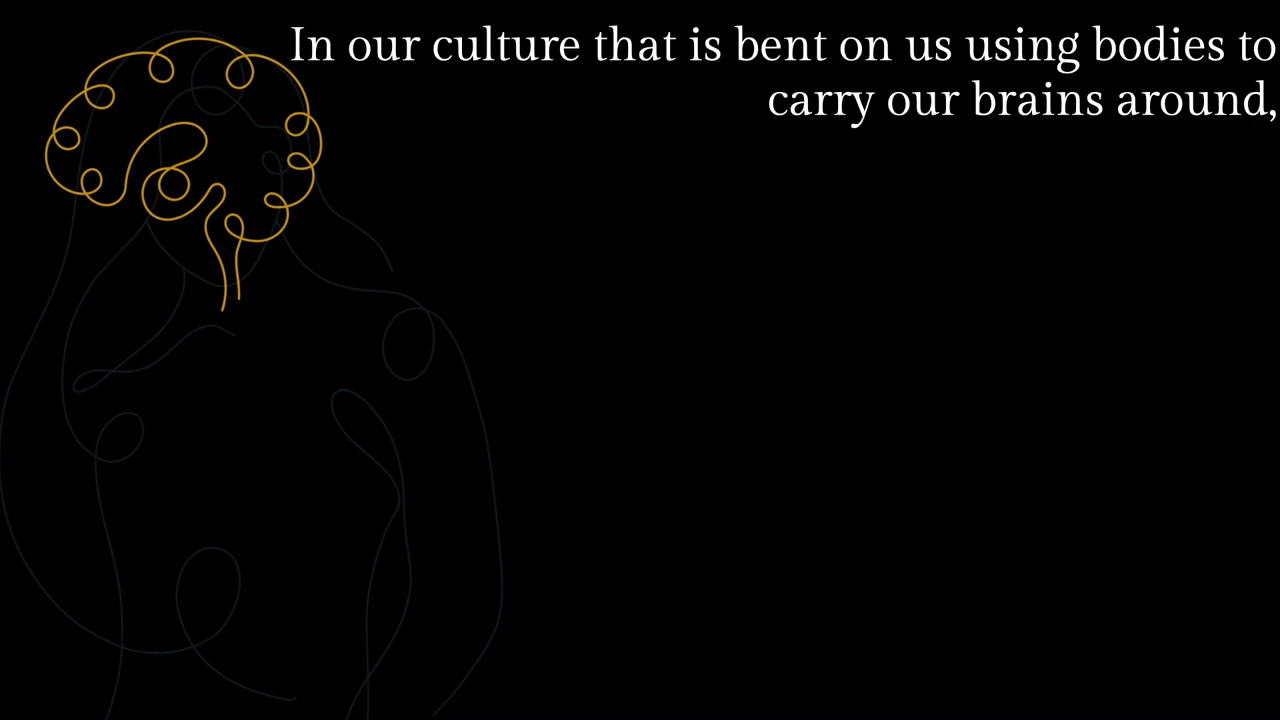 In our culture that is bent on us using bodies to
carry our brains around,